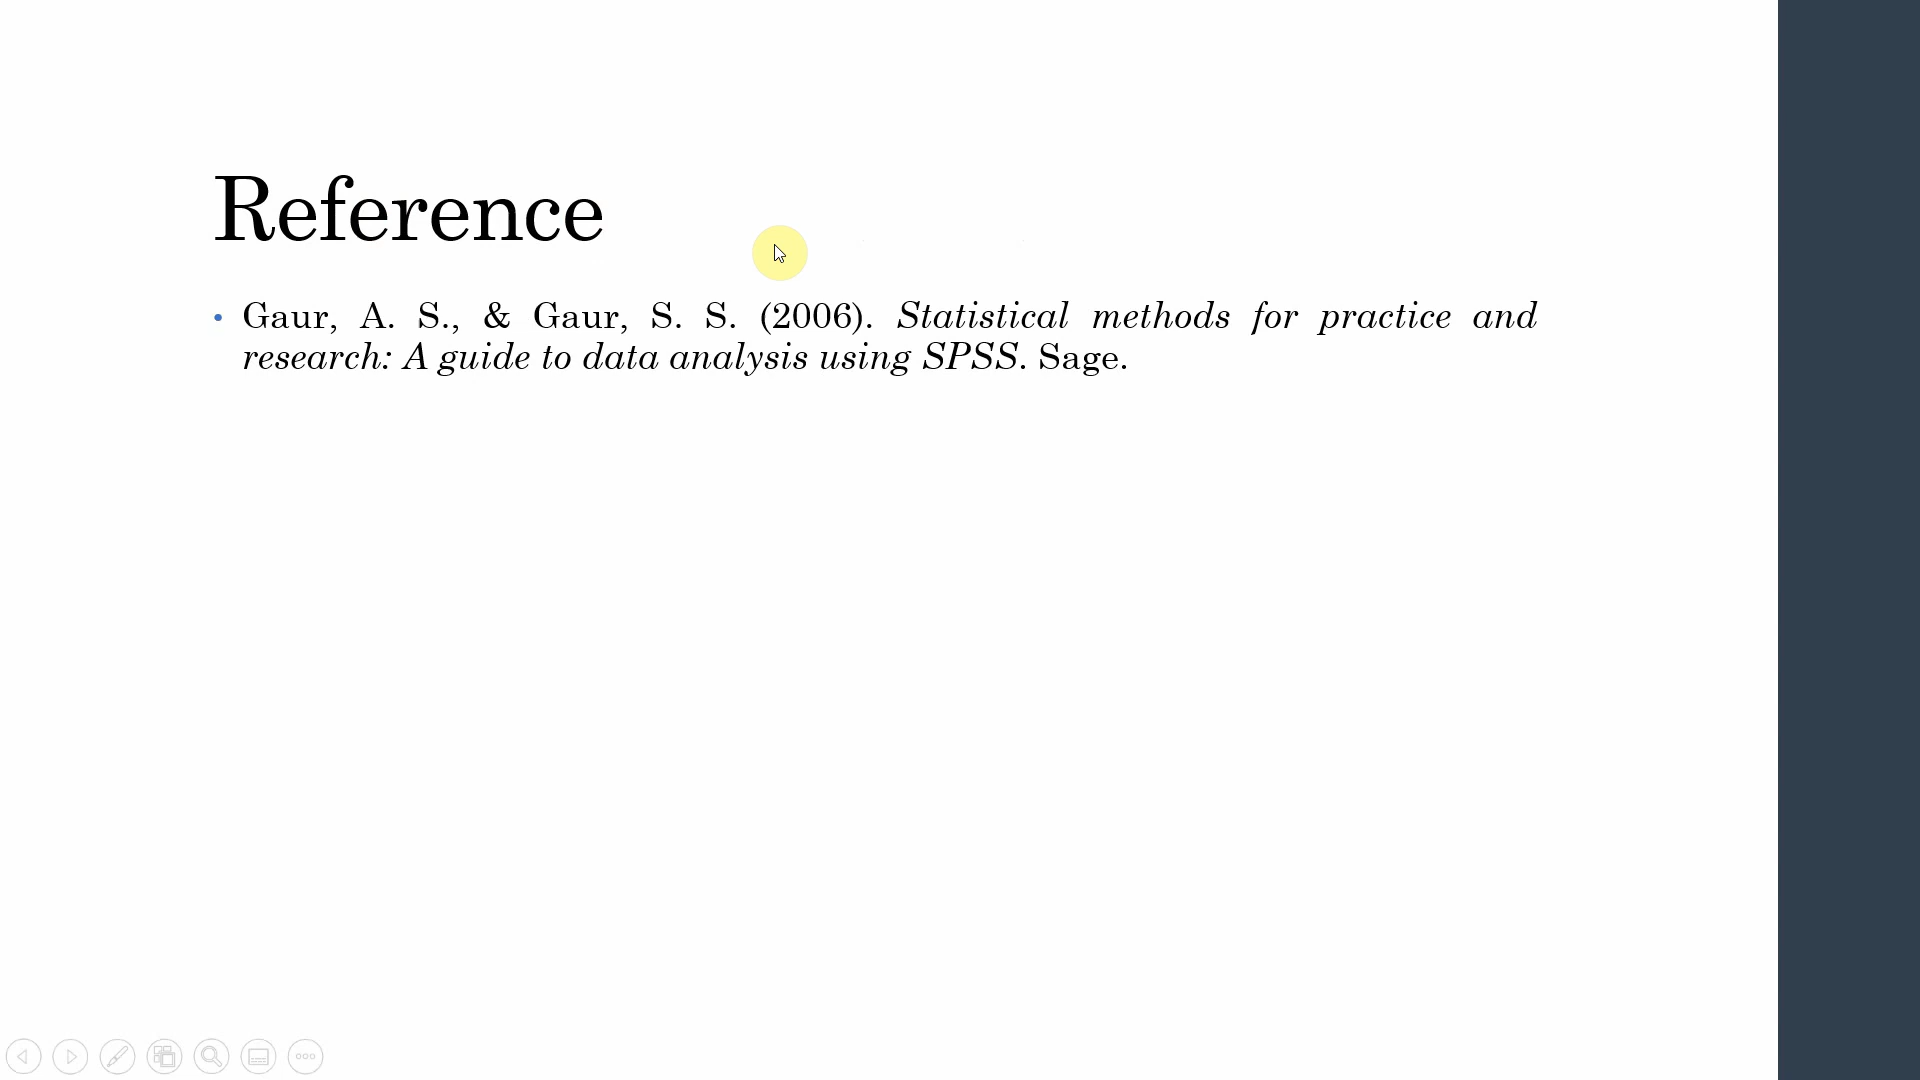 Reference
• Gaur, A. S., & Gaur, S. S. (2006). Statistical methods for practice and
research: A guide to data analysis using SPSS. Sage.